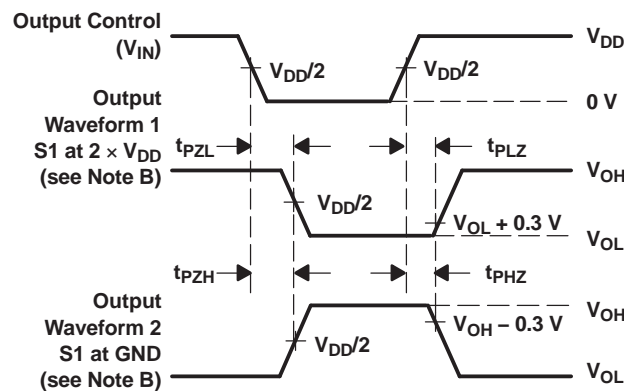 Output Control
(VIN)
VDD/2
VDD/2
VDD
0 V
Output
Waveform 1
S1 at 2 × VDD
(see Note B)
tPZL
tPLZ
VDD/2
VOH
VOL + 0.3 V
VOL
tPZH
tPHZ
Output
Waveform 2
S1 at GND
(see Note B)
VDD/2
VOH
VOH − 0.3 V
VOL